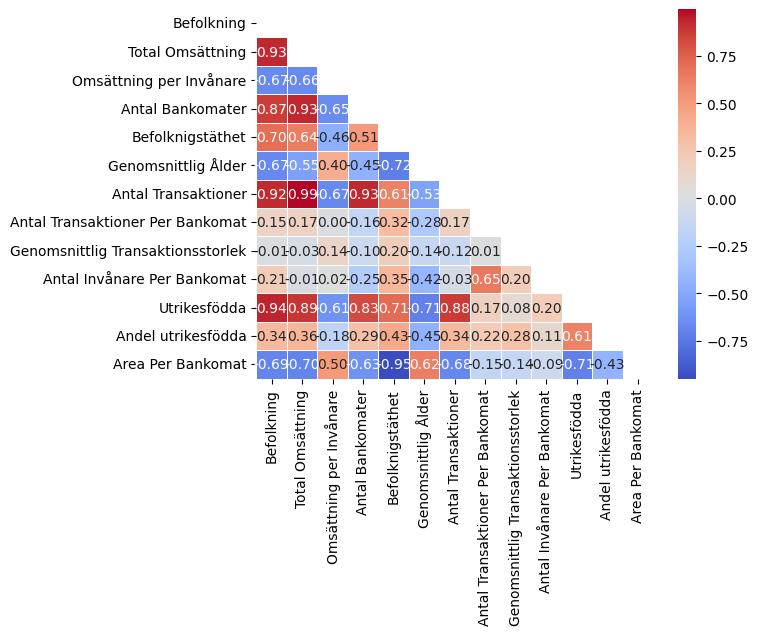 Befolkning
Total Omsättning 0.93
Omsättning per Invånare -0.67 -0.66
Antal Bankomater 0.87 0.93 -0.65
Befolknigstäthet 0.70 0.64 -0.46 0.51
Genomsnittlig Ålder -0.67 -0.55 0.40 -0.45 -0.72
Antal Transaktioner 0.92 0.99 -0.67 0.93 0.61 -0.53
Antal Transaktioner Per Bankomat 0.15 0.17 0.00 -0.16 0.32 -0.28 0.17
Genomsnittlig Transaktionsstorlek -0.01 -0.03 0.14 -0.10 0.20 -0.14 -0.12 0.01
Antal Invånare Per Bankomat 0.21 -0.01 -0.02 -0.25 0.35 -0.42 -0.03 0.65 0.20
Utrikesfödda 0.94 0.89 -0.61 0.83 0.71 -0.71 0.88 0.17 0.08 0.20
Andel utrikesfödda 0.34 0.36 -0.18 0.29 0.43 -0.45 0.34 0.22 0.28 0.11 0.61
Area Per Bankomat -0.69 -0.70 0.50 -0.63 -0.95 0.62 -0.68 -0.15 -0.14 -0.09 -0.71 -0.43
Befolkning
Total Omsättning
Omsättning per Invånare
Antal Bankomater
Befolknigstäthet
Genomsnittlig Ålder
Antal Transaktioner
Antal Transaktioner Per Bankomat
Genomsnittlig Transaktionsstorlek
Antal Invånare Per Bankomat
Utrikesfödda
Andel utrikesfödda
Area Per Bankomat
0.75
0.50
0.25
0.00
−0.25
−0.50
−0.75